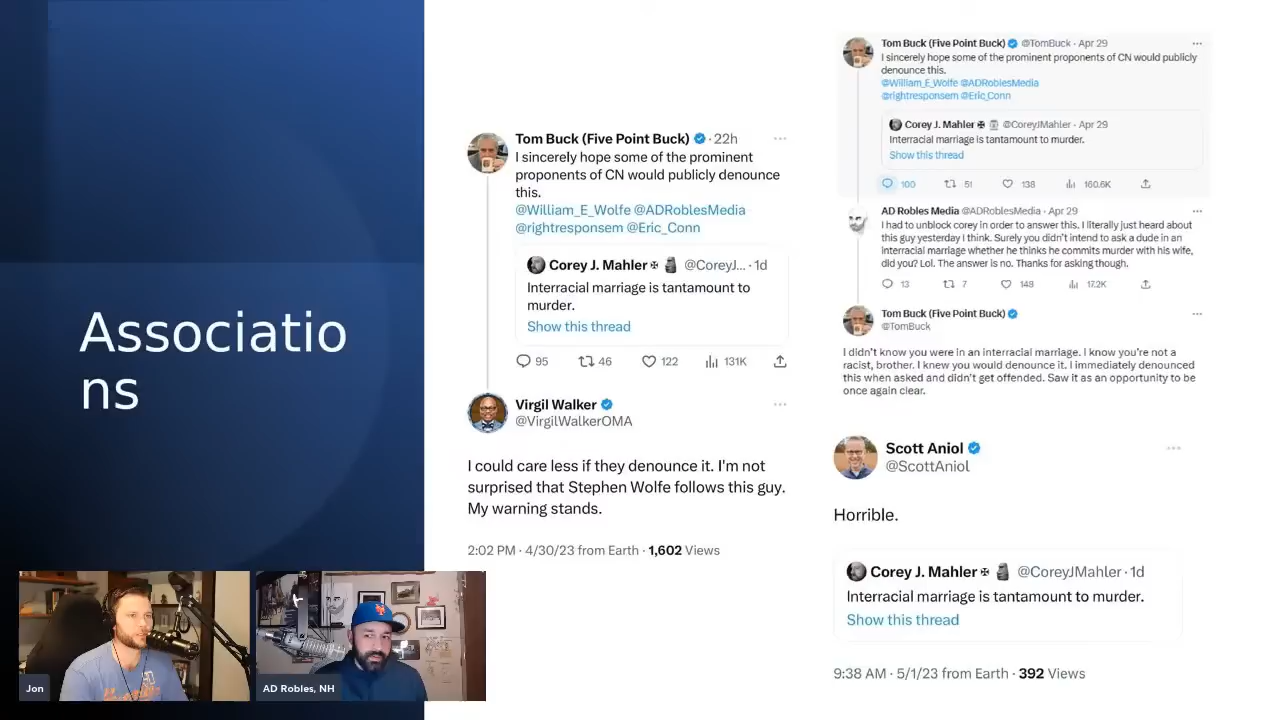 Associatio
ns
Tom Buck (Five Point Buck) · 22h
I sincerely hope some of the prominent
proponents of CN would publicly denounce
this.
@William_E_Wolfe @ADRoblesMedia
@rightresponsem @Eric_Conn
Corey J. Mahler ✠ 🗿 @CoreyJ... · 1d
Interracial marriage is tantamount to
murder.
Show this thread
95 46 122 131K
Virgil Walker
@VirgilWalkerOMA
I could care less if they denounce it. I'm not
surprised that Stephen Wolfe follows this guy.
My warning stands.
2:02 PM · 4/30/23 from Earth · 1,602 Views
Tom Buck (Five Point Buck) @TomBuck · Apr 29
I sincerely hope some of the prominent proponents of CN would publicly
denounce this.
@William_E_Wolfe @ADRoblesMedia
@rightresponsem @Eric_Conn
Corey J. Mahler ✠ 🗿 @CoreyJMahler · Apr 29
Interracial marriage is tantamount to murder.
Show this thread
100 51 138 160.6K
AD Robles Media @ADRoblesMedia · Apr 29
I had to unblock corey in order to answer this. I literally just heard about
this guy yesterday I think. Surely you didn't intend to ask a dude in an
interracial marriage whether he thinks he commits murder with his wife,
did you? Lol. The answer is no. Thanks for asking though.
13 7 148 17.2K
Tom Buck (Five Point Buck)
@TomBuck
I didn't know you were in an interracial marriage. I know you're not a
racist, brother. I knew you would denounce it. I immediately denounced
this when asked and didn't get offended. Saw it as an opportunity to be
once again clear.
Scott Aniol
@ScottAniol
Horrible.
Corey J. Mahler ✠ 🗿 @CoreyJMahler · 1d
Interracial marriage is tantamount to murder.
Show this thread
9:38 AM · 5/1/23 from Earth · 392 Views
Jon
AD Robles, NH